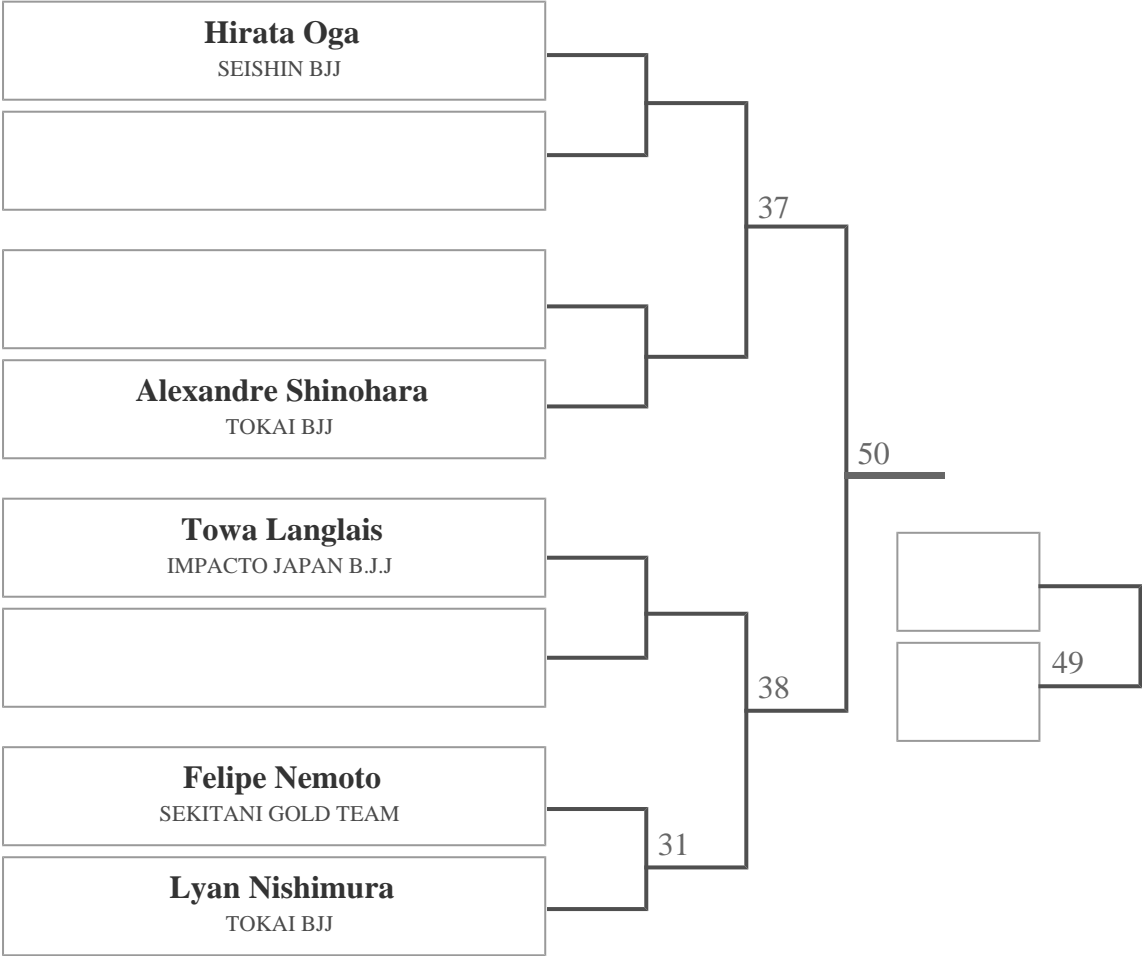 Hirata Oga
SEISHIN BJJ
37
Alexandre Shinohara
TOKAI BJJ
50
Towa Langlais
IMPACTO JAPAN B.J.J
49
38
Felipe Nemoto
SEKITANI GOLD TEAM
31
Lyan Nishimura
TOKAI BJJ